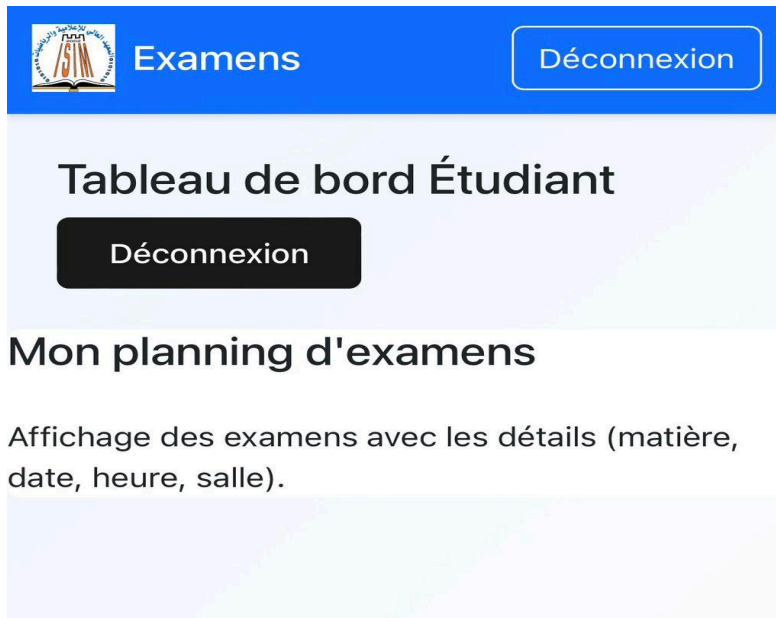 ISIM
Examens
Déconnexion
Tableau de bord Étudiant
Déconnexion
Mon planning d'examens
Affichage des examens avec les détails (matière,
date, heure, salle).